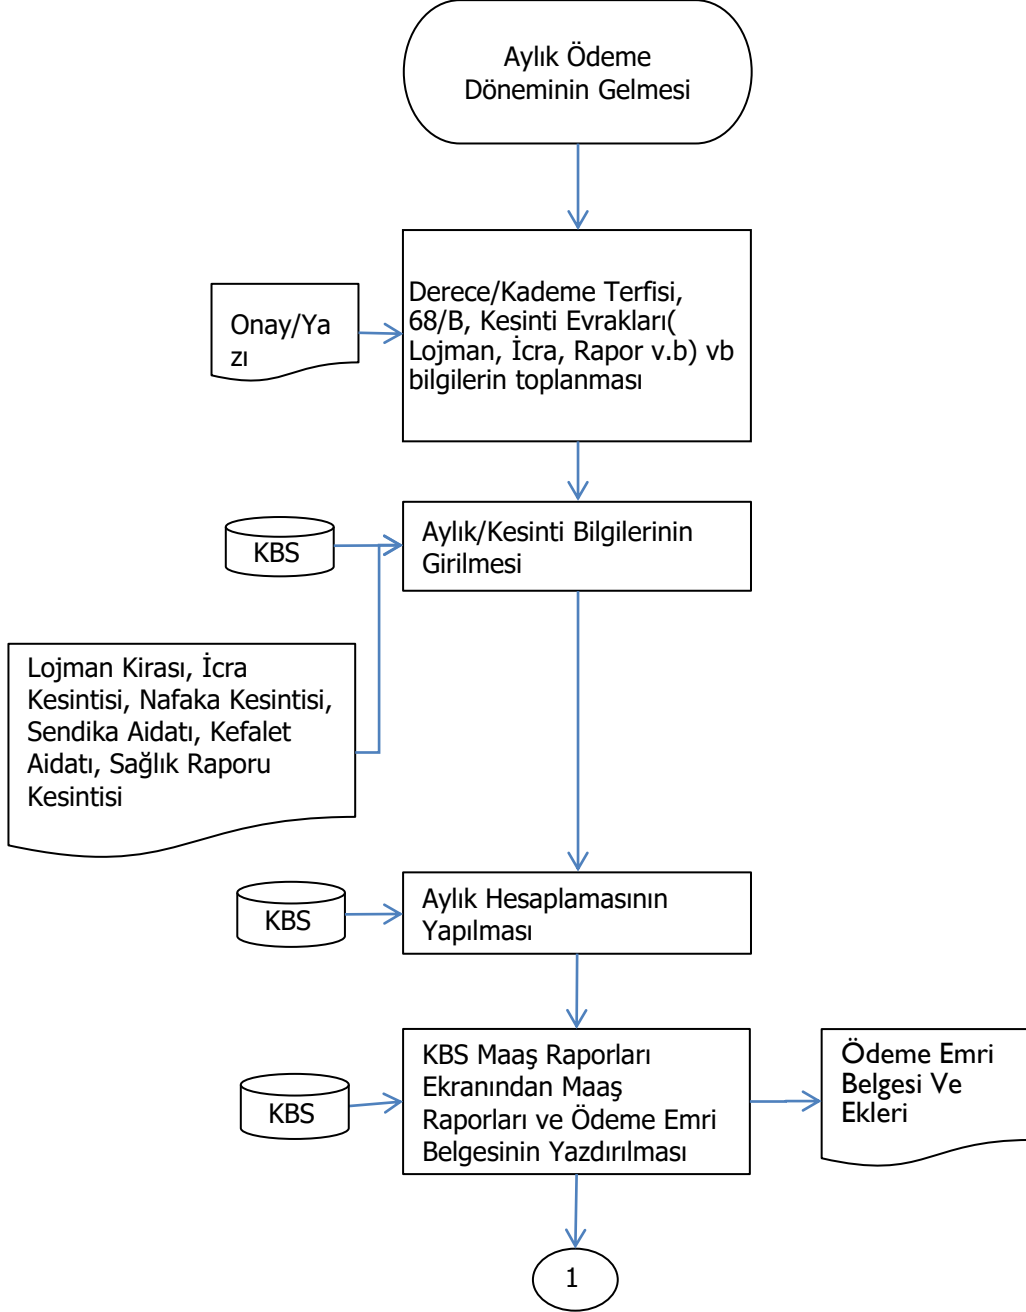 Aylık Ödeme
Döneminin Gelmesi
Onay/Ya
zı
Derece/Kademe Terfisi,
68/B, Kesinti Evrakları(
Lojman, İcra, Rapor v.b) vb
bilgilerin toplanması
KBS
Aylık/Kesinti Bilgilerinin
Girilmesi
Lojman Kirası, İcra
Kesintisi, Nafaka Kesintisi,
Sendika Aidatı, Kefalet
Aidatı, Sağlık Raporu
Kesintisi
KBS
Aylık Hesaplamasının
Yapılması
KBS
KBS Maaş Raporları
Ekranından Maaş
Raporları ve Ödeme Emri
Belgesinin Yazdırılması
Ödeme Emri
Belgesi Ve
Ekleri
1